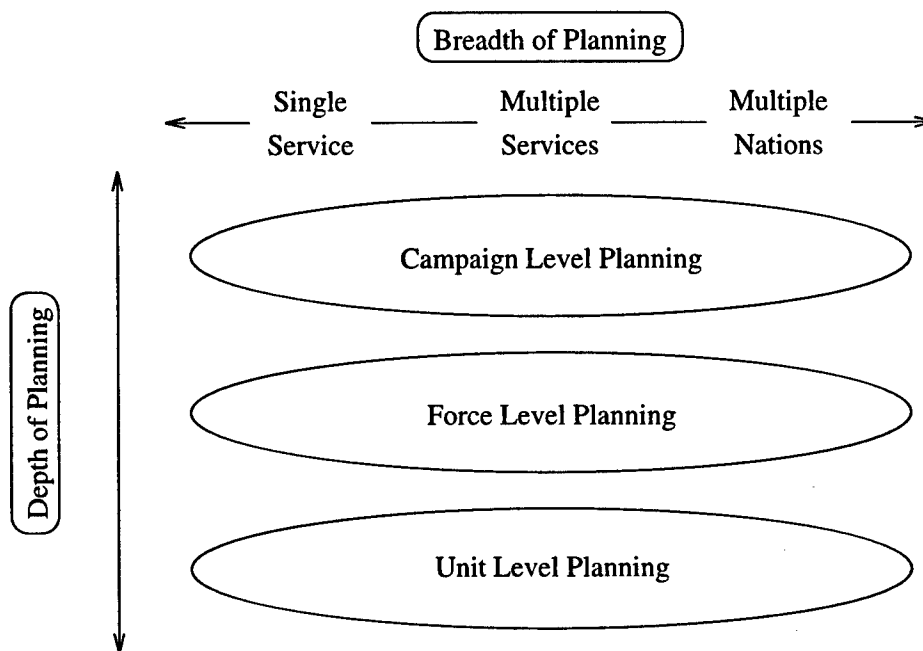 Breadth of Planning
Single Multiple Multiple
Service Services Nations
Campaign Level Planning
Depth of Planning
Force Level Planning
Unit Level Planning